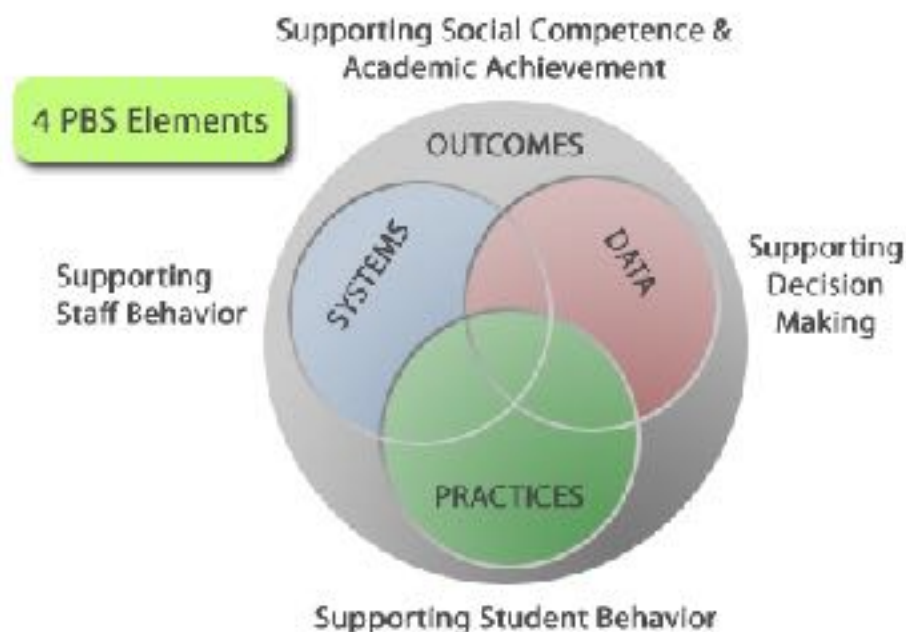 Supporting Social Competence &
Academic Achievement
4 PBS Elements
OUTCOMES
SYSTEMS
DATA
Supporting
Staff Behavior
Supporting
Decision
Making
PRACTICES
Supporting Student Behavior